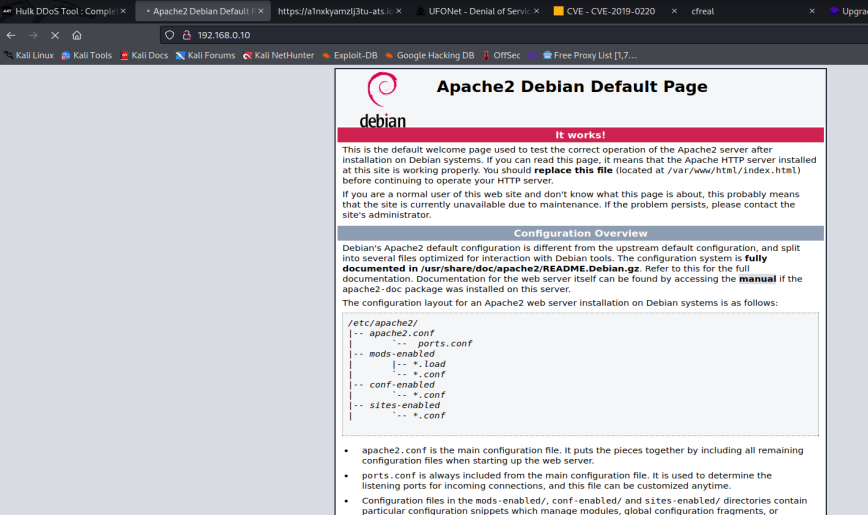 Hulk DDoS Tool : Complet
Apache2 Debian Default P
https://a1nxkyamzlj3tu-ats.io
UFONet - Denial of Servic
CVE - CVE-2019-0220
cfreal
Upgra
192.168.0.10
Kali Linux
Kali Tools
Kali Docs
Kali Forums
Kali NetHunter
Exploit-DB
Google Hacking DB
OffSec
Free Proxy List [1,7...
Apache2 Debian Default Page
debian
It works!
This is the default welcome page used to test the correct operation of the Apache2 server after
installation on Debian systems. If you can read this page, it means that the Apache HTTP server installed
at this site is working properly. You should replace this file (located at /var/www/html/index.html)
before continuing to operate your HTTP server.
If you are a normal user of this web site and don't know what this page is about, this probably means
that the site is currently unavailable due to maintenance. If the problem persists, please contact the
site's administrator.
Configuration Overview
Debian's Apache2 default configuration is different from the upstream default configuration, and split
into several files optimized for interaction with Debian tools. The configuration system is fully
documented in /usr/share/doc/apache2/README.Debian.gz. Refer to this for the full
documentation. Documentation for the web server itself can be found by accessing the manual if the
apache2-doc package was installed on this server.
The configuration layout for an Apache2 web server installation on Debian systems is as follows:
/etc/apache2/
|-- apache2.conf
|       `--  ports.conf
|-- mods-enabled
|       |-- *.load
|       `-- *.conf
|-- conf-enabled
|       `-- *.conf
|-- sites-enabled
|       `-- *.conf
• apache2.conf is the main configuration file. It puts the pieces together by including all remaining
configuration files when starting up the web server.
• ports.conf is always included from the main configuration file. It is used to determine the
listening ports for incoming connections, and this file can be customized anytime.
• Configuration files in the mods-enabled/, conf-enabled/ and sites-enabled/ directories contain
particular configuration snippets which manage modules, global configuration fragments, or